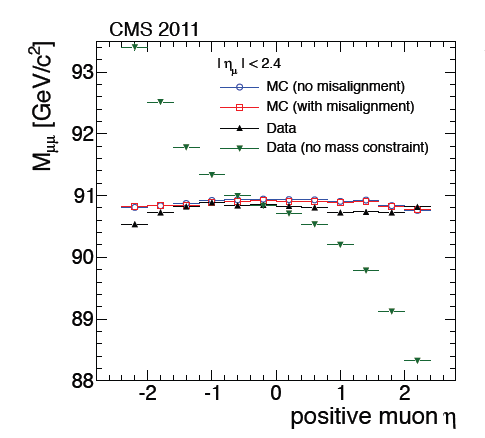 CMS 2011
| η_μ | < 2.4
MC (no misalignment)
MC (with misalignment)
Data
Data (no mass constraint)
M_μμ [GeV/c²]
93
92
91
90
89
88
-2 -1 0 1 2
positive muon η